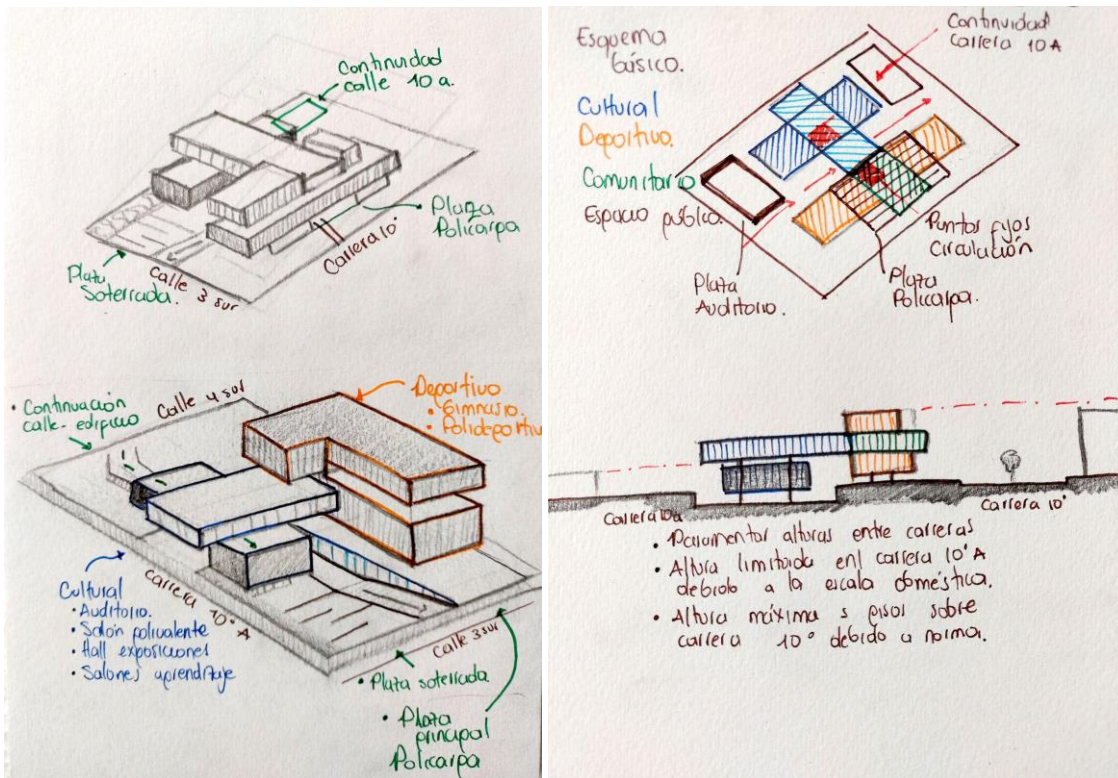 Continuidad
calle 10 a.
Plaza
Policarpa
Carrera 10°
Calle 3 sur
Plaza
Soterrada.
Esquema
básico.
Cultural
Deportivo.
Comunitario
Espacio público.
Continuidad
Carrera 10 A
Puntos fijos
Circulación
Plaza
Auditorio.
Plaza
Policarpa.
• Continuación
calle - edificio
Calle 4 sur
Deportivo
• Gimnasio.
• Polideportiv
Cultural
• Auditorio.
• Salón polivalente
• Hall exposiciones
• Salones aprendizaje
Carrera 10° A
Calle 3 sur
• Plaza soterrada
• Plaza
principal
Policarpa
Carrera 10a
Carrera 10°
• Paramentar alturas entre carreras
• Altura limitada en carrera 10° A
debido a la escala doméstica.
• Altura máxima 5 pisos sobre
carrera 10° debido a norma.